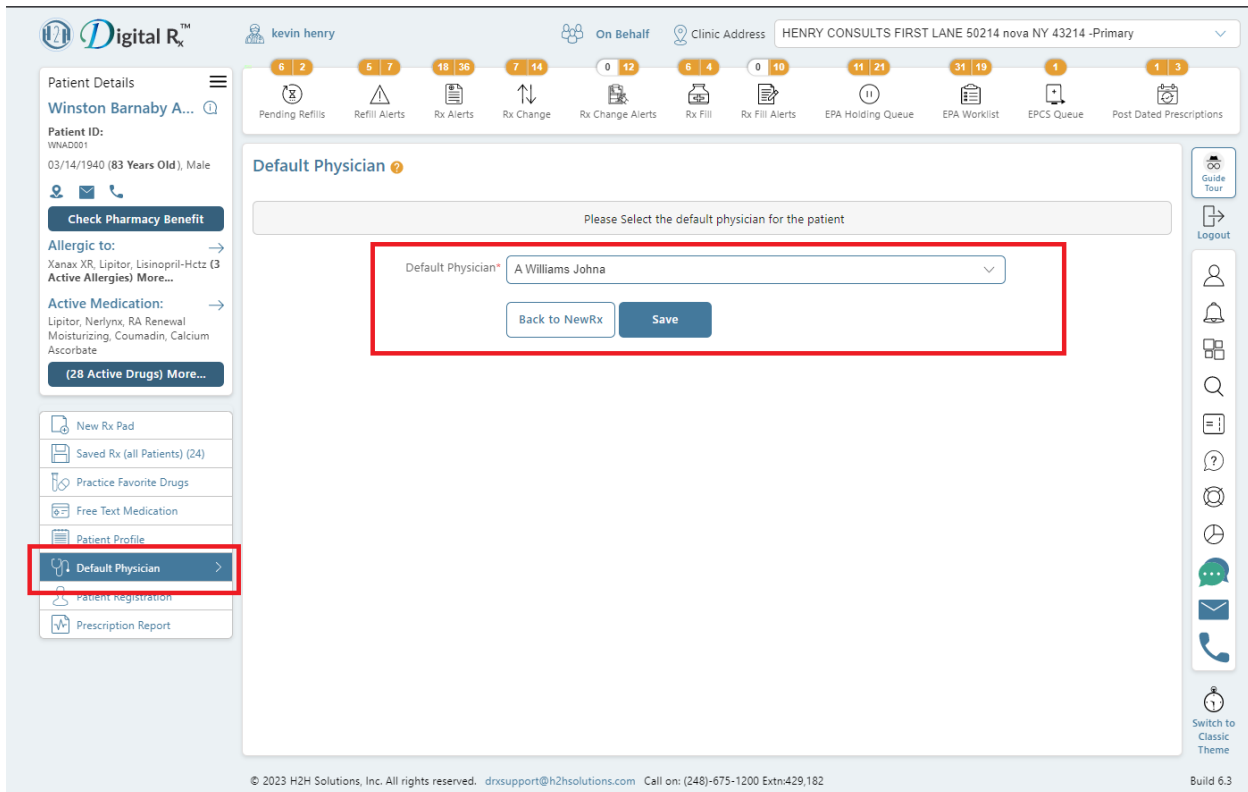 H2H Digital Rx™
kevin henry
On Behalf
Clinic Address
HENRY CONSULTS FIRST LANE 50214 nova NY 43214 -Primary
Patient Details
Winston Barnaby A...
Patient ID:
WNAD001
03/14/1940 (83 Years Old), Male
Check Pharmacy Benefit
Allergic to:
Xanax XR, Lipitor, Lisinopril-Hctz (3
Active Allergies) More...
Active Medication:
Lipitor, Nerlynx, RA Renewal
Moisturizing, Coumadin, Calcium
Ascorbate
(28 Active Drugs) More...
New Rx Pad
Saved Rx (all Patients) (24)
Practice Favorite Drugs
Free Text Medication
Patient Profile
Default Physician
Patient Registration
Prescription Report
6 2
Pending Refills
5 7
Refill Alerts
18 36
Rx Alerts
7 14
Rx Change
0 12
Rx Change Alerts
6 4
Rx Fill
0 10
Rx Fill Alerts
11 21
EPA Holding Queue
31 19
EPA Worklist
1
EPCS Queue
1 3
Post Dated Prescriptions
Default Physician ?
Please Select the default physician for the patient
Default Physician* A Williams Johna
Back to NewRx Save
Guide
Tour
Logout
Switch to
Classic
Theme
© 2023 H2H Solutions, Inc. All rights reserved. drxsupport@h2hsolutions.com Call on: (248)-675-1200 Extn:429,182
Build 6.3